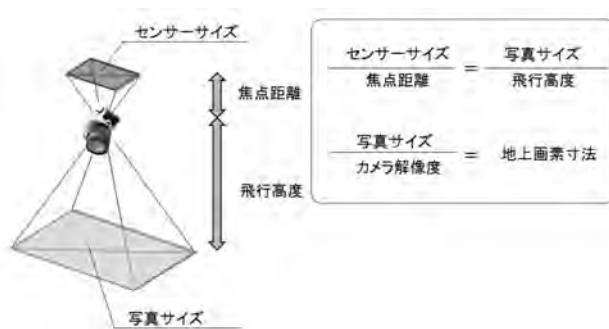 センサーサイズ
焦点距離
飛行高度
写真サイズ
センサーサイズ
焦点距離
=
写真サイズ
飛行高度
写真サイズ
カメラ解像度
=
地上画素寸法